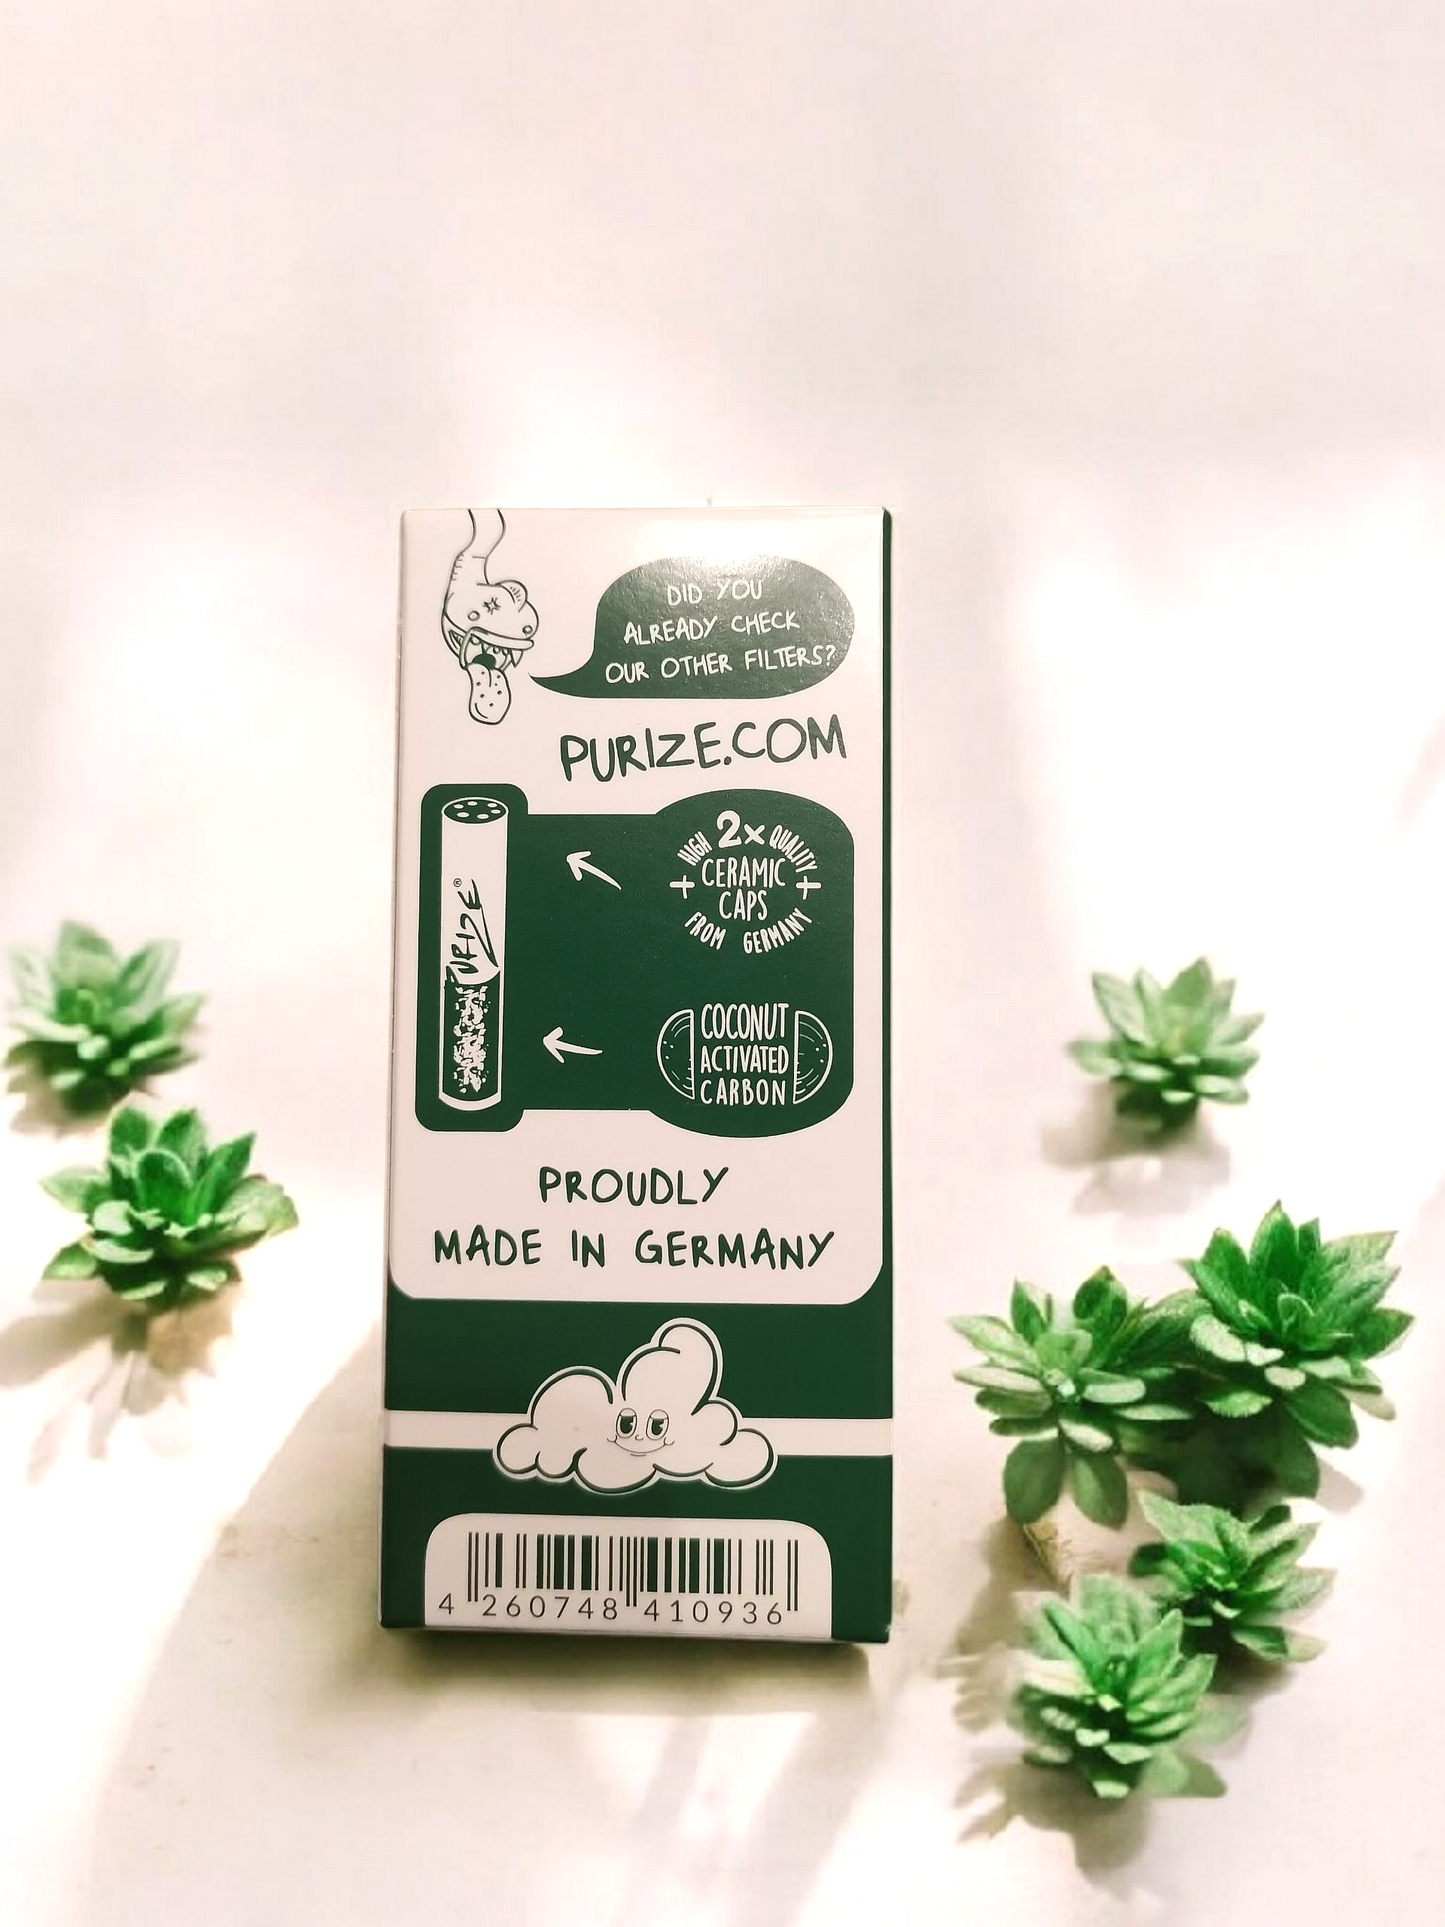 DID YOU
ALREADY CHECK
OUR OTHER FILTERS?
PURIZE.COM
HIGH 2x QUALITY
CERAMIC
CAPS
FROM GERMANY
PURIZE®
COCONUT
ACTIVATED
CARBON
PROUDLY
MADE IN GERMANY
4 260748 410936